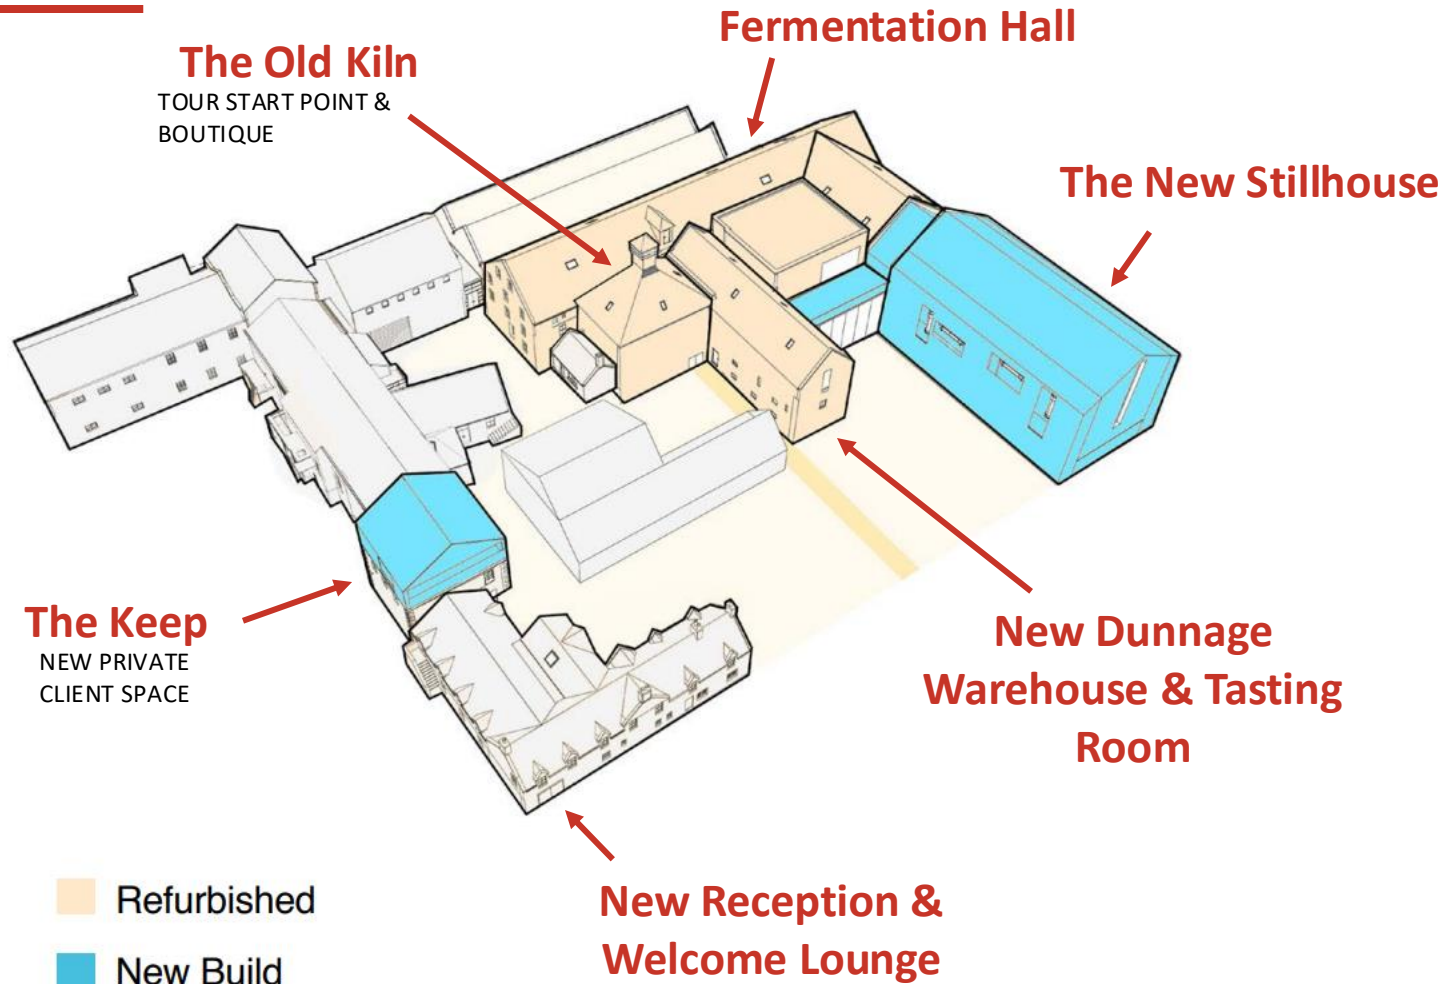 Fermentation Hall
The Old Kiln
TOUR START POINT &
BOUTIQUE
The New Stillhouse
The Keep
NEW PRIVATE
CLIENT SPACE
New Dunnage
Warehouse & Tasting
Room
New Reception &
Welcome Lounge
Refurbished
New Build